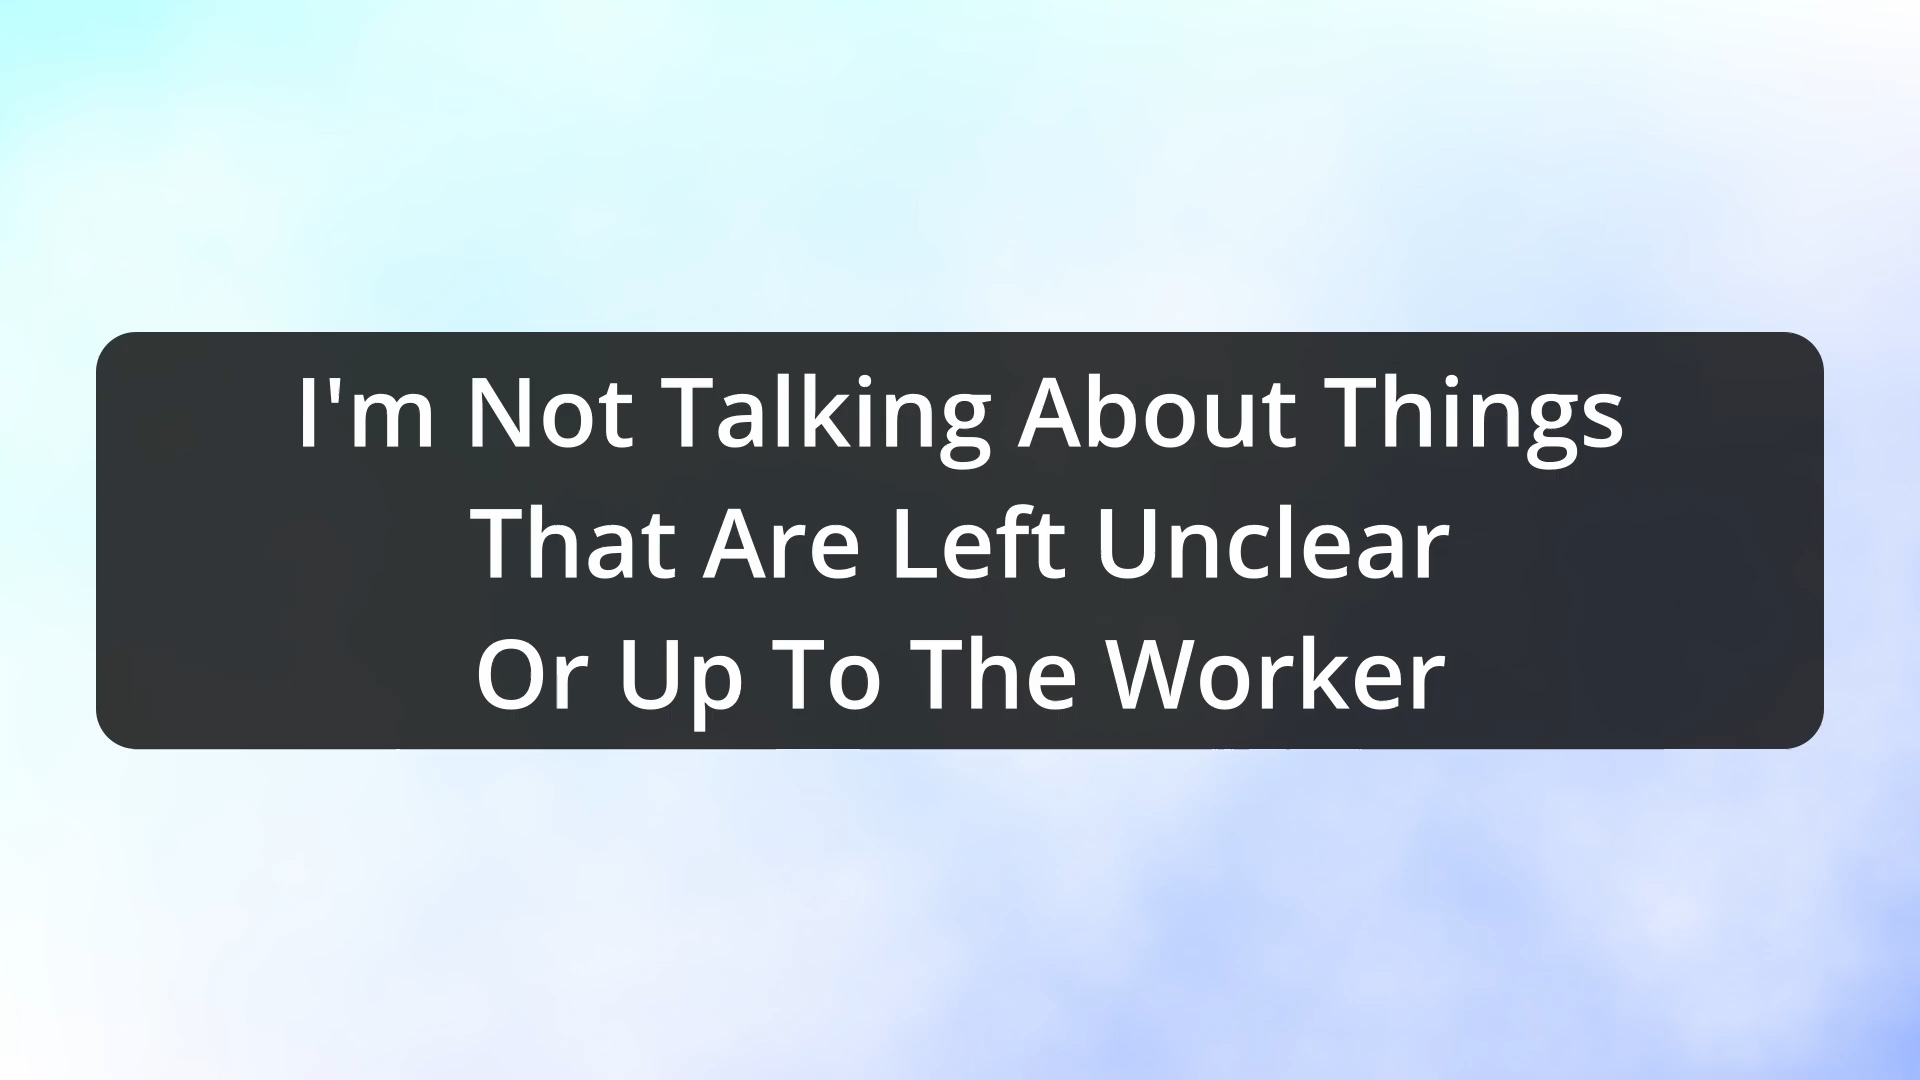 I'm Not Talking About Things
That Are Left Unclear
Or Up To The Worker